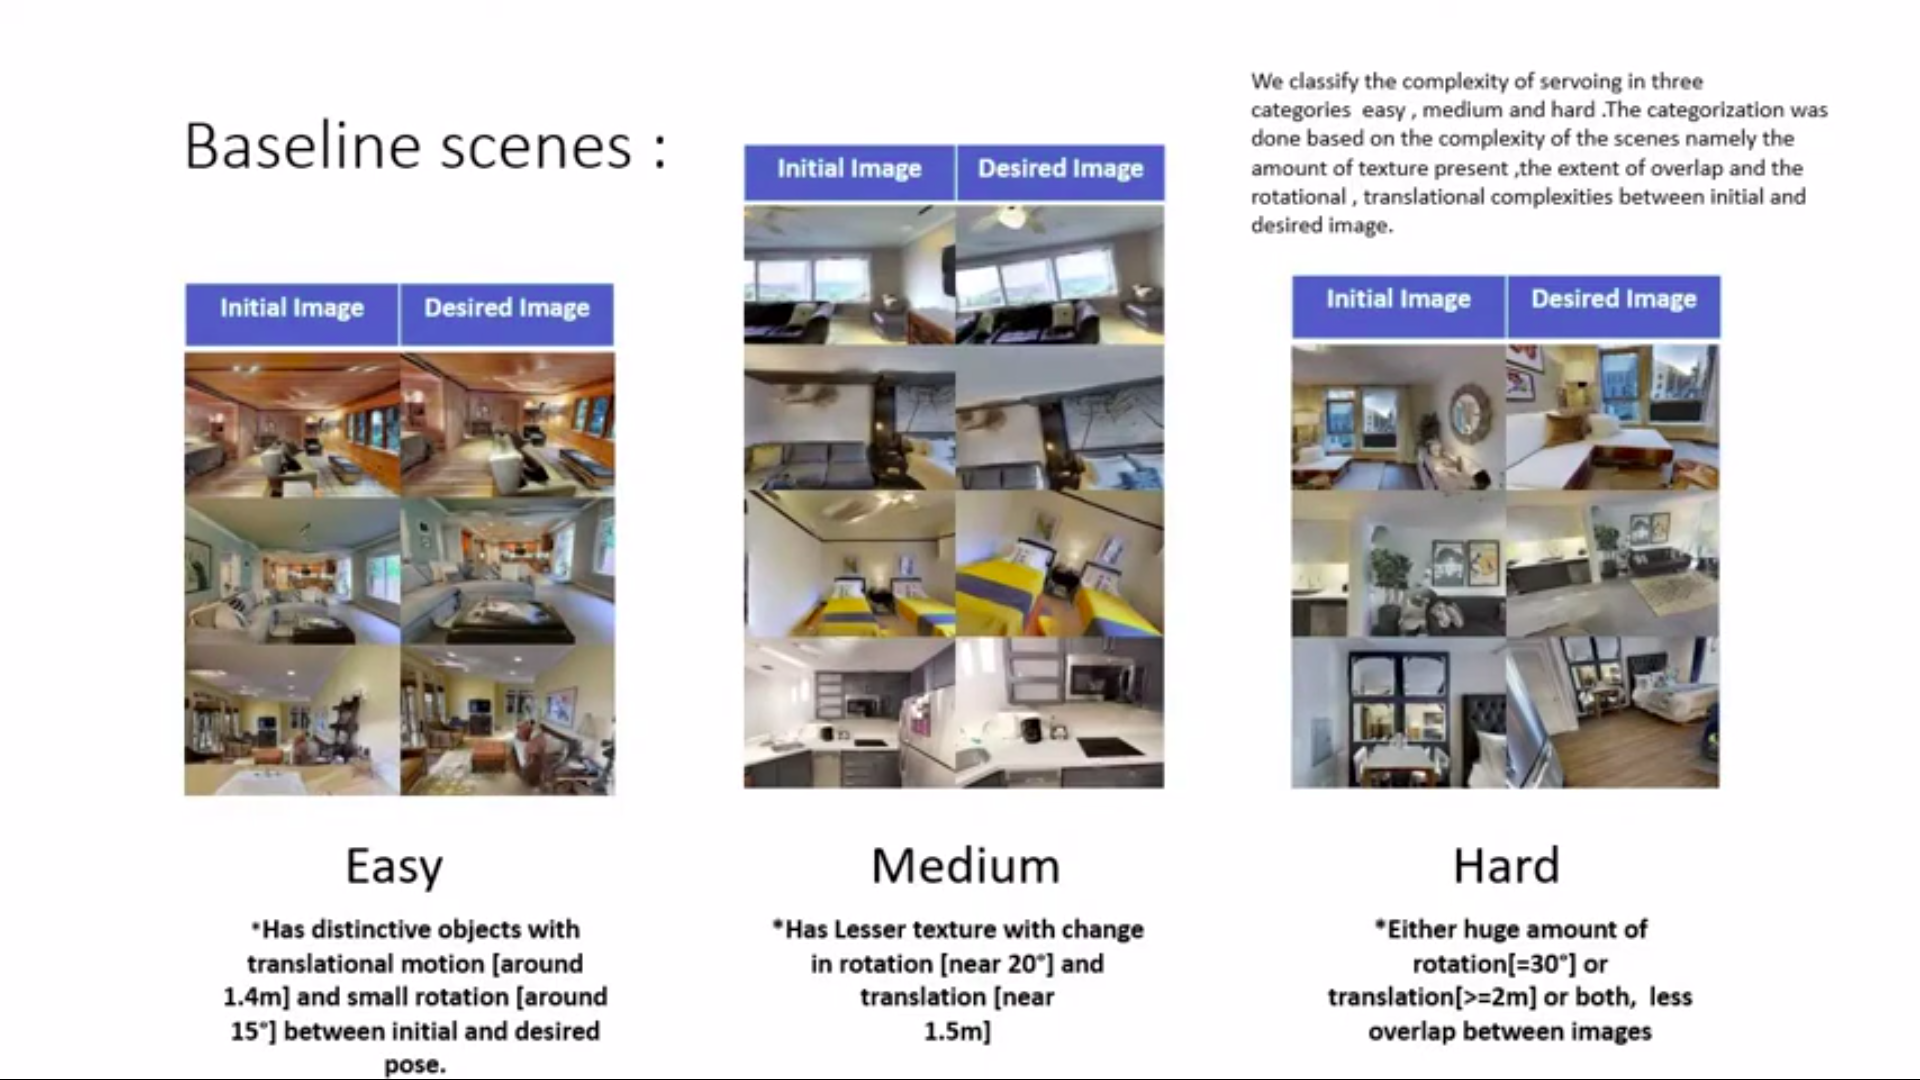 Baseline scenes :
We classify the complexity of servoing in three
categories  easy , medium and hard .The categorization was
done based on the complexity of the scenes namely the
amount of texture present ,the extent of overlap and the
rotational , translational complexities between initial and
desired image.
Initial Image
Desired Image
Easy
*Has distinctive objects with
translational motion [around
1.4m] and small rotation [around
15°] between initial and desired
pose.
Initial Image
Desired Image
Medium
*Has Lesser texture with change
in rotation [near 20°] and
translation [near
1.5m]
Initial Image
Desired Image
Hard
*Either huge amount of
rotation[=30°] or
translation[>=2m] or both,  less
overlap between images